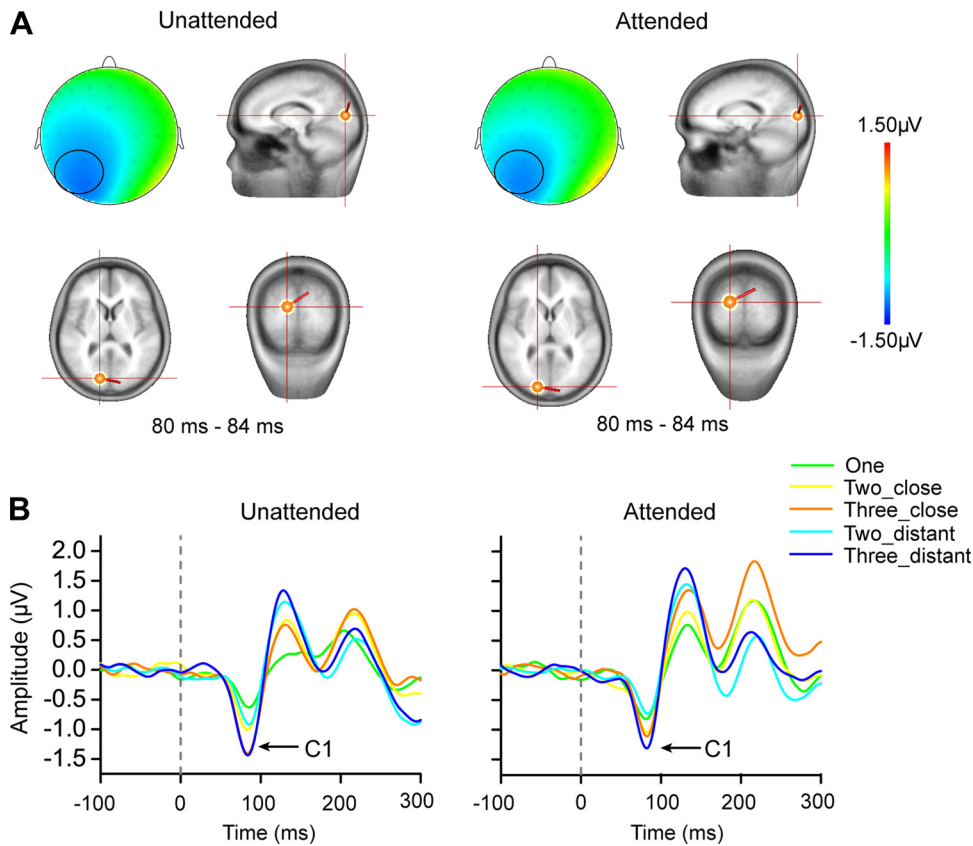 A
Unattended
Attended
1.50µV
-1.50µV
80 ms - 84 ms
80 ms - 84 ms
One
Two_close
Three_close
Two_distant
Three_distant
B
Unattended
Attended
Amplitude (µV)
2.0
1.5
1.0
0.5
0.0
-0.5
-1.0
-1.5
C1
C1
-100 0 100 200 300
-100 0 100 200 300
Time (ms)
Time (ms)